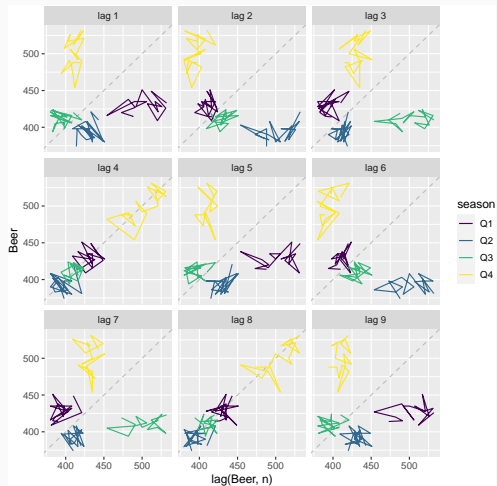 lag 1 lag 2 lag 3
500
450
400
lag 4 lag 5 lag 6
500
450
400
lag 7 lag 8 lag 9
500
450
400
400 450 500 400 450 500 400 450 500
lag(Beer, n)
Beer
season
Q1
Q2
Q3
Q4